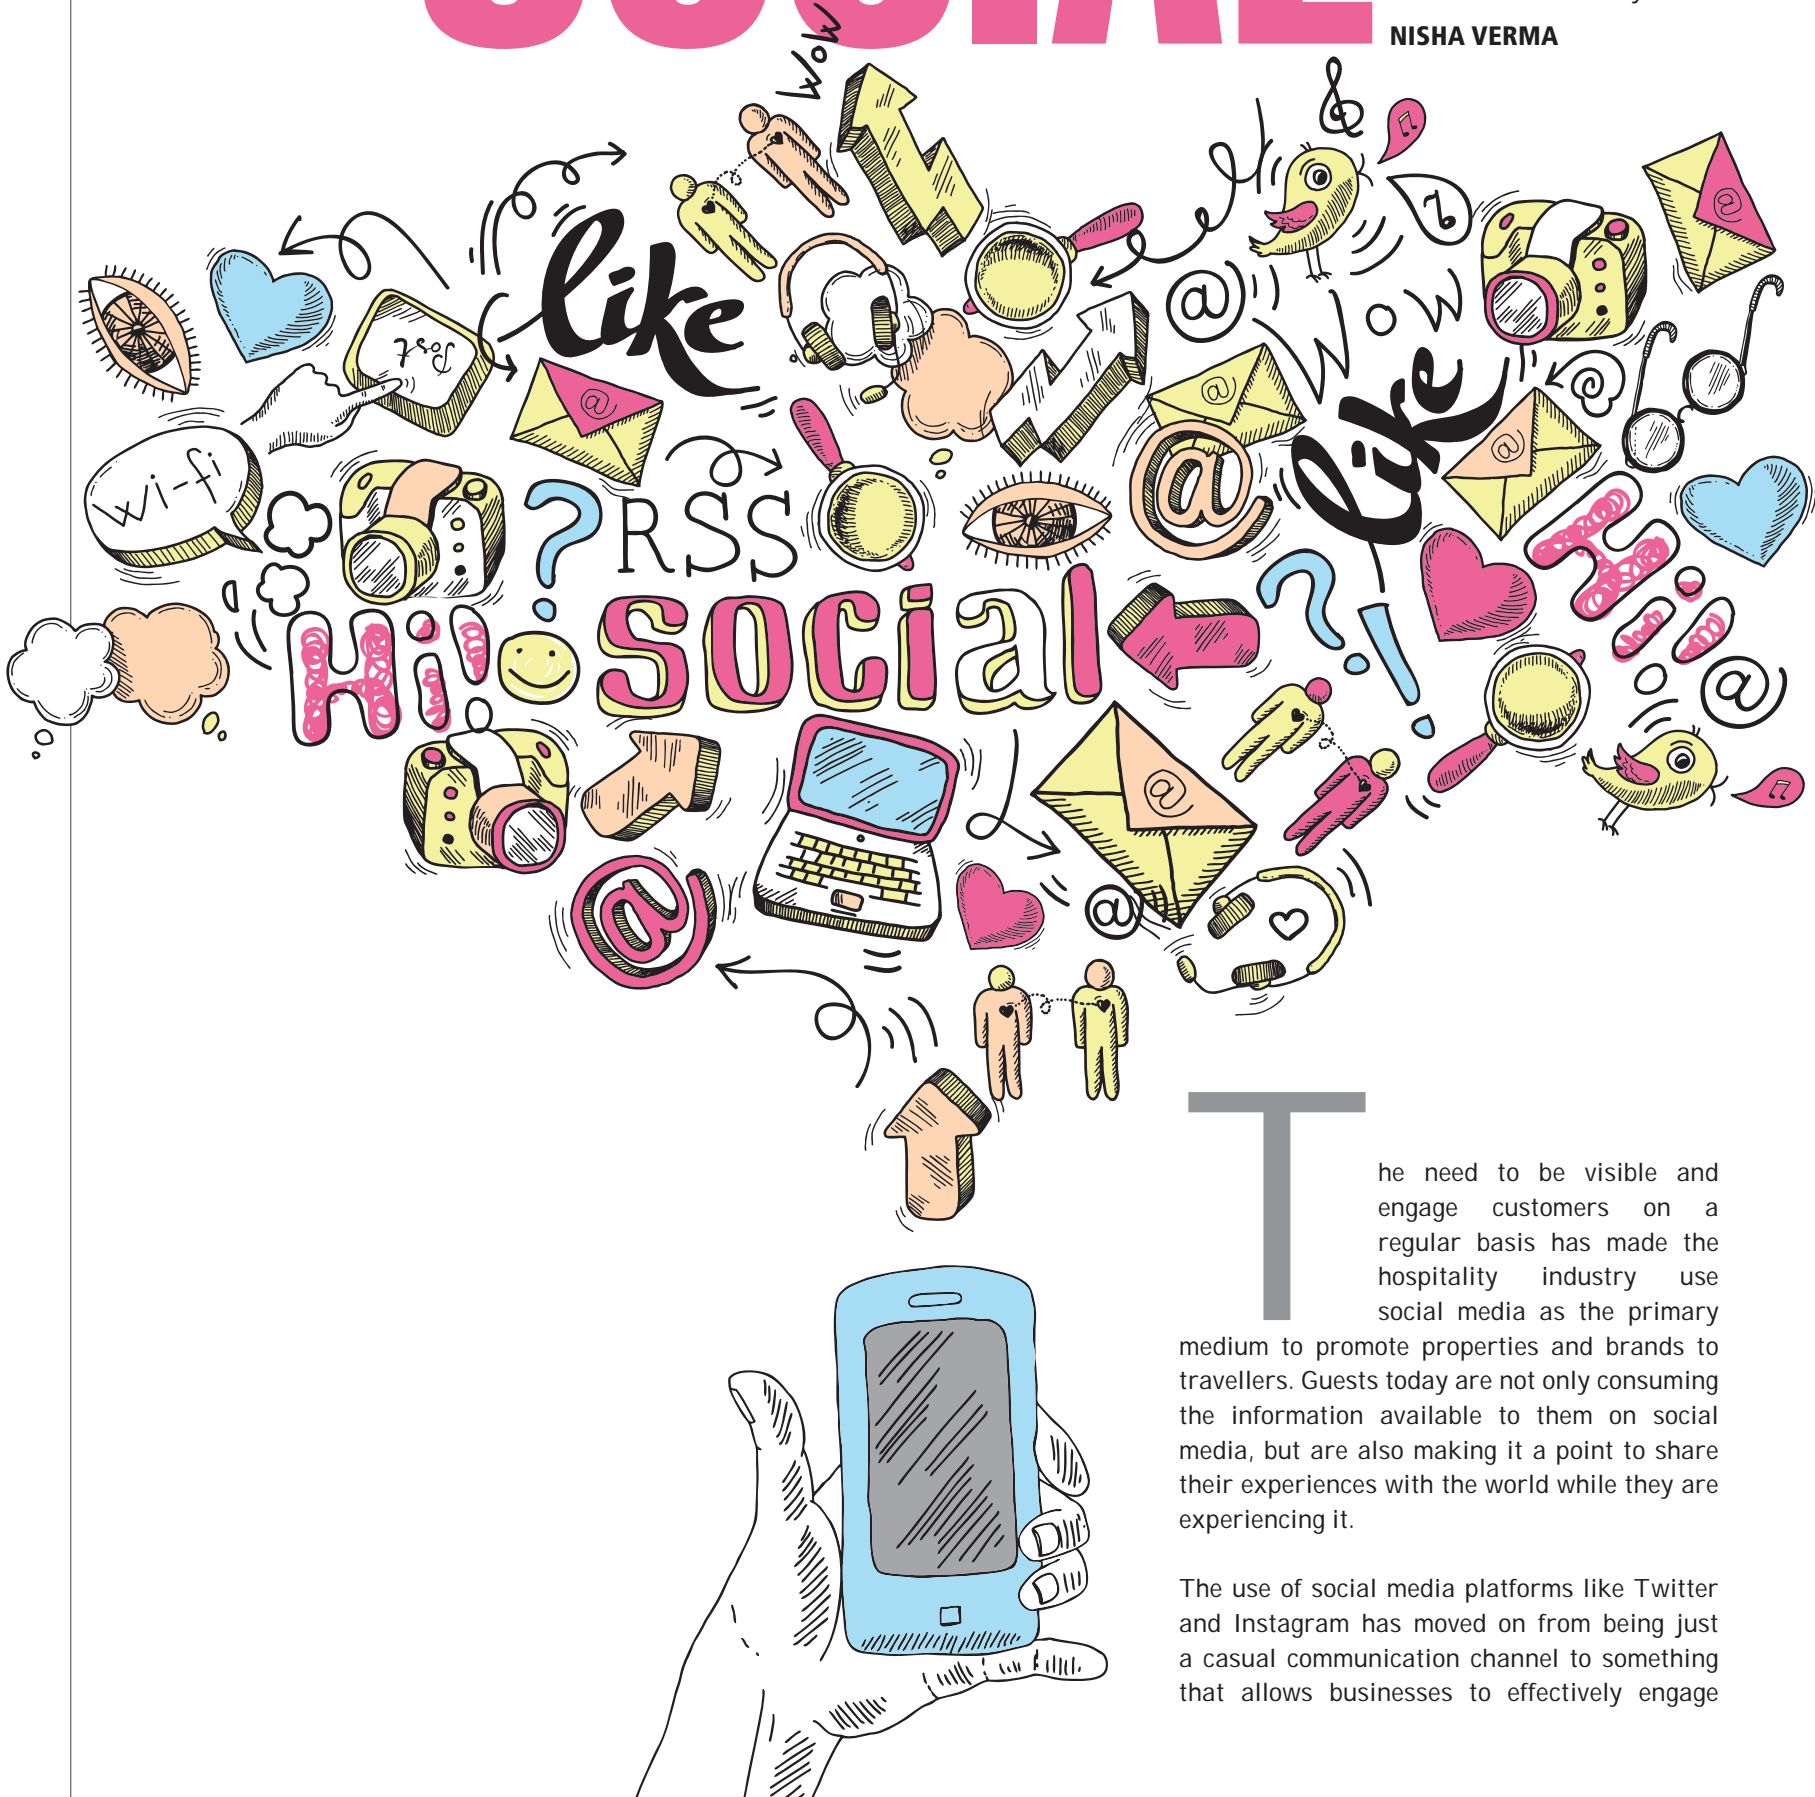 SOCIAL
NISHA VERMA
WOW
like
Post
@
@
@
@
WOW
like
@
@
@
wi-fi
RSS
@
Hi!
social
Hi!
@
@
@
@
The need to be visible and
engage customers on a
regular basis has made the
hospitality industry use
social media as the primary
medium to promote properties and brands to
travellers. Guests today are not only consuming
the information available to them on social
media, but are also making it a point to share
their experiences with the world while they are
experiencing it.
The use of social media platforms like Twitter
and Instagram has moved on from being just
a casual communication channel to something
that allows businesses to effectively engage